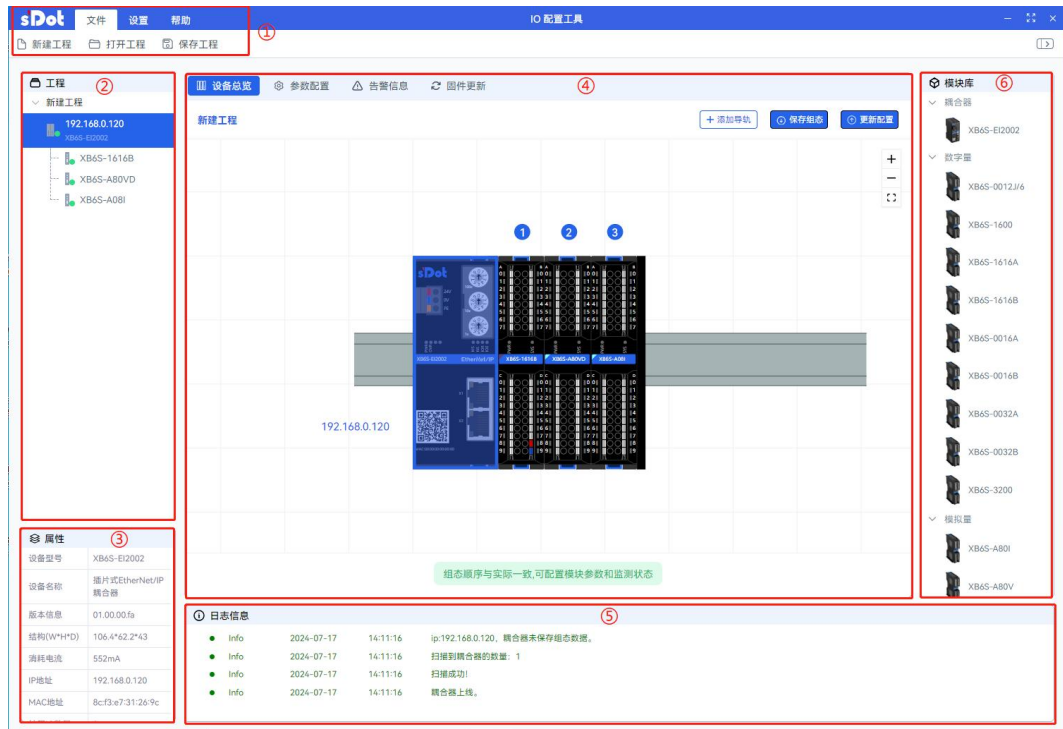 sDot 文件 设置 帮助 IO 配置工具
①
新建工程 打开工程 保存工程
工程 ②
新建工程
192.168.0.120
XB6S-EI2002
XB6S-1616B
XB6S-A80VD
XB6S-A08I
属性 ③
设备型号 XB6S-EI2002
设备名称 插片式EtherNet/IP
耦合器
版本信息 01.00.00.fa
结构(W*H*D) 106.4*62.2*43
消耗电流 552mA
IP地址 192.168.0.120
MAC地址 8c:f3:e7:31:26:9c
设备总览 参数配置 告警信息 固件更新 ④
新建工程 + 添加导轨 保存组态 更新配置
1 2 3
sDot
XB6S-EI2002 EtherNet/IP XB6S-1616B XB6S-A80VD XB6S-A08I
192.168.0.120
组态顺序与实际一致,可配置模块参数和监测状态
日志信息 ⑤
Info 2024-07-17 14:11:16 ip:192.168.0.120, 耦合器未保存组态数据。
Info 2024-07-17 14:11:16 扫描到耦合器的数量: 1
Info 2024-07-17 14:11:16 扫描成功!
Info 2024-07-17 14:11:16 耦合器上线。
模块库 ⑥
耦合器
XB6S-EI2002
数字量
XB6S-0012J/6
XB6S-1600
XB6S-1616A
XB6S-1616B
XB6S-0016A
XB6S-0016B
XB6S-0032A
XB6S-0032B
XB6S-3200
模拟量
XB6S-A80I
XB6S-A80V